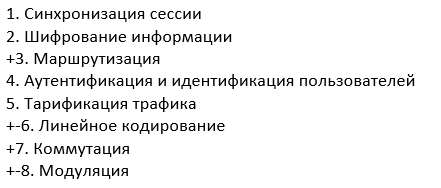 1. Синхронизация сессии
2. Шифрование информации
+3. Маршрутизация
4. Аутентификация и идентификация пользователей
5. Тарификация трафика
+-6. Линейное кодирование
+7. Коммутация
+-8. Модуляция